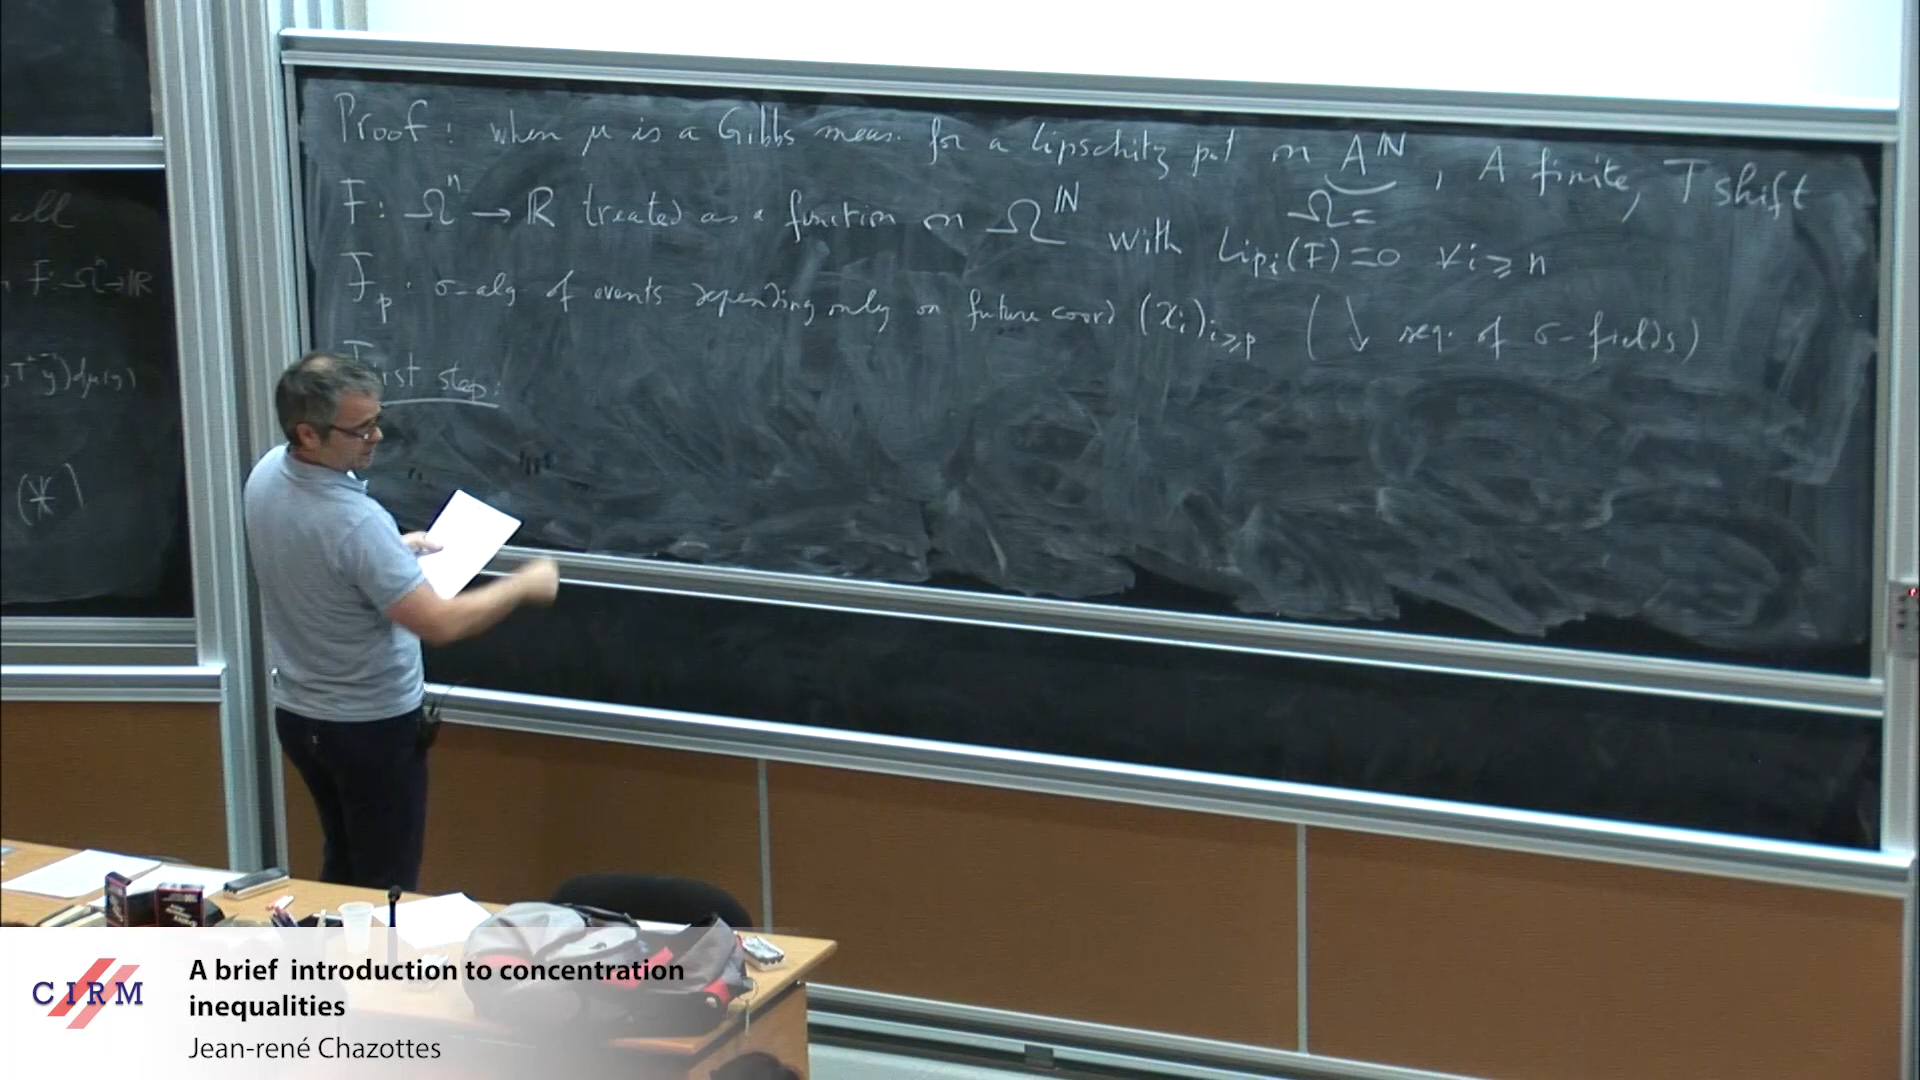 Proof: when μ is a Gibbs meas. for a Lipschitz pot on A^ℕ, A finite, T shift
Ω=
F: Ω^n → ℝ treated as a function on Ω^ℕ with Lip_i(F)=0 ∀i≥n
F_p: σ-alg of events depending only on future coord (x_i)_{i≥p} (↓ seq. of σ-fields)
First step:
all
F: Ω^n→ℝ
y)dμ(y)
(*)
CIRM
A brief introduction to concentration
inequalities
Jean-rené Chazottes